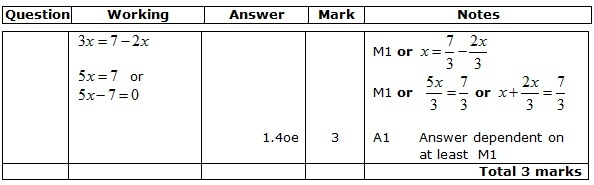 Question Working Answer Mark Notes
3x = 7 – 2x
M1 or x = 7/3 – 2x/3
5x = 7 or
5x – 7 = 0
M1 or 5x/3 = 7/3 or x + 2x/3 = 7/3
1.4oe 3 A1 Answer dependent on
at least M1
Total 3 marks